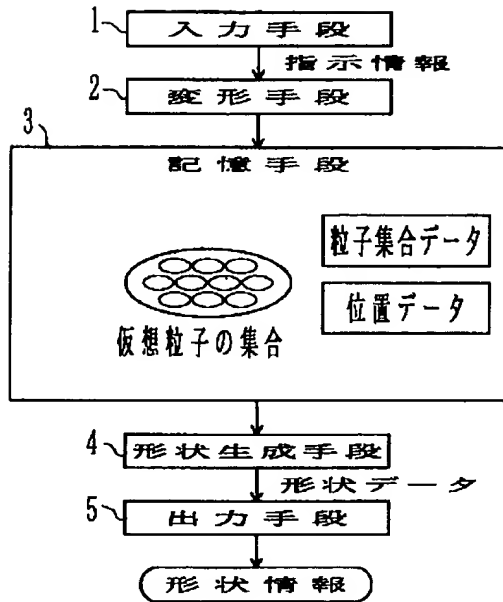 1 入力手段
指示情報
2 変形手段
3
記憶手段
粒子集合データ
位置データ
仮想粒子の集合
4 形状生成手段
形状データ
5 出力手段
形状情報